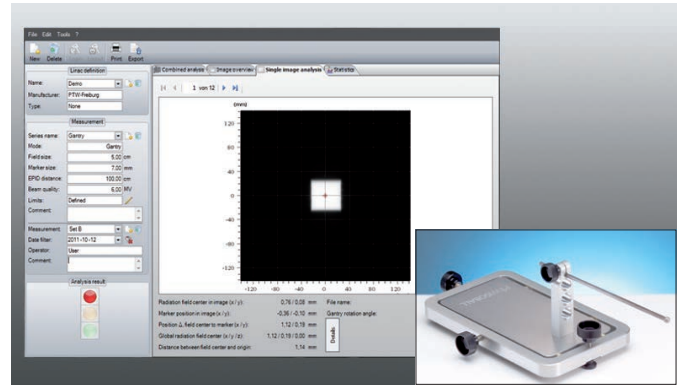 File Edit Tools ?
New Delete Print Export
Linac definition
Name: Demo
Manufacturer: PTW-Freiburg
Type: None
Measurement
Series name: Gantry
Mode: Gantry
Field size: 5,00 cm
Marker size: 7,00 mm
EPID distance: 100,00 cm
Beam quality: 6,00 MV
Limits: Defined
Comment:
Measurement: Set B
Date filter: 2011-10-12
Operator: User
Comment:
Analysis result
Combined analysis Image overview Single image analysis Statistics
1 von 12
(mm)
120
80
40
0
-40
-80
-120
-120 -80 -40 0 40 80 120
Radiation field center in image (x / y): 0,76 / 0,08 mm File name:
Marker position in image (x / y): -0,36 / -0,10 mm Gantry rotation angle:
Position Δ, field center to marker (x / y): 1,12 / 0,19 mm
Global radiation field center (x / y / z): 1,12 / 0,19 / 0,00 mm
Distance between field center and origin: 1,14 mm
Details